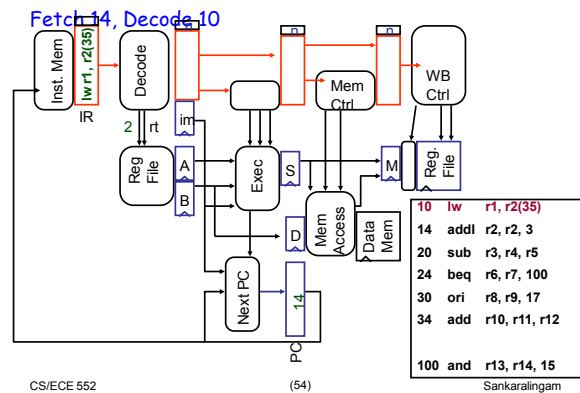 Fetch 14, Decode 10
Inst. Mem
lw r1, r2(35)
IR
Decode
n
n
n
Mem
Ctrl
WB
Ctrl
2
rt
im
Reg
File
A
B
Exec
S
M
Reg.
File
D
Mem
Access
Data
Mem
Next PC
14
PC
10 lw r1, r2(35)
14 addI r2, r2, 3
20 sub r3, r4, r5
24 beq r6, r7, 100
30 ori r8, r9, 17
34 add r10, r11, r12
100 and r13, r14, 15
CS/ECE 552
(54)
Sankaralingam